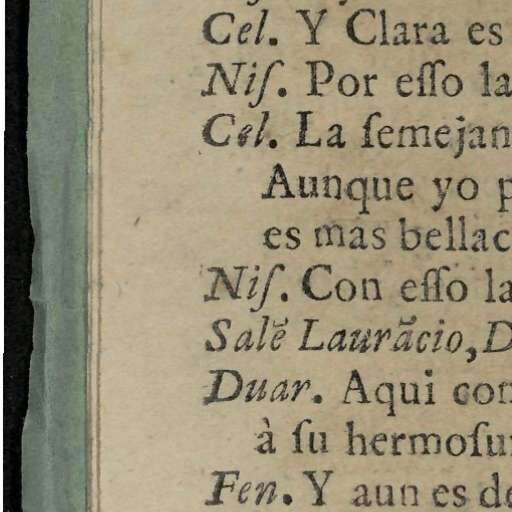 Cel. Y Clara es
Niſ. Por eſſo la
Cel. La ſemejan
Aunque yo p
es mas bellac
Niſ. Con eſſo la
Salē Laurācio, D
Duar. Aqui con
à ſu hermoſu
Fen. Y aun es de